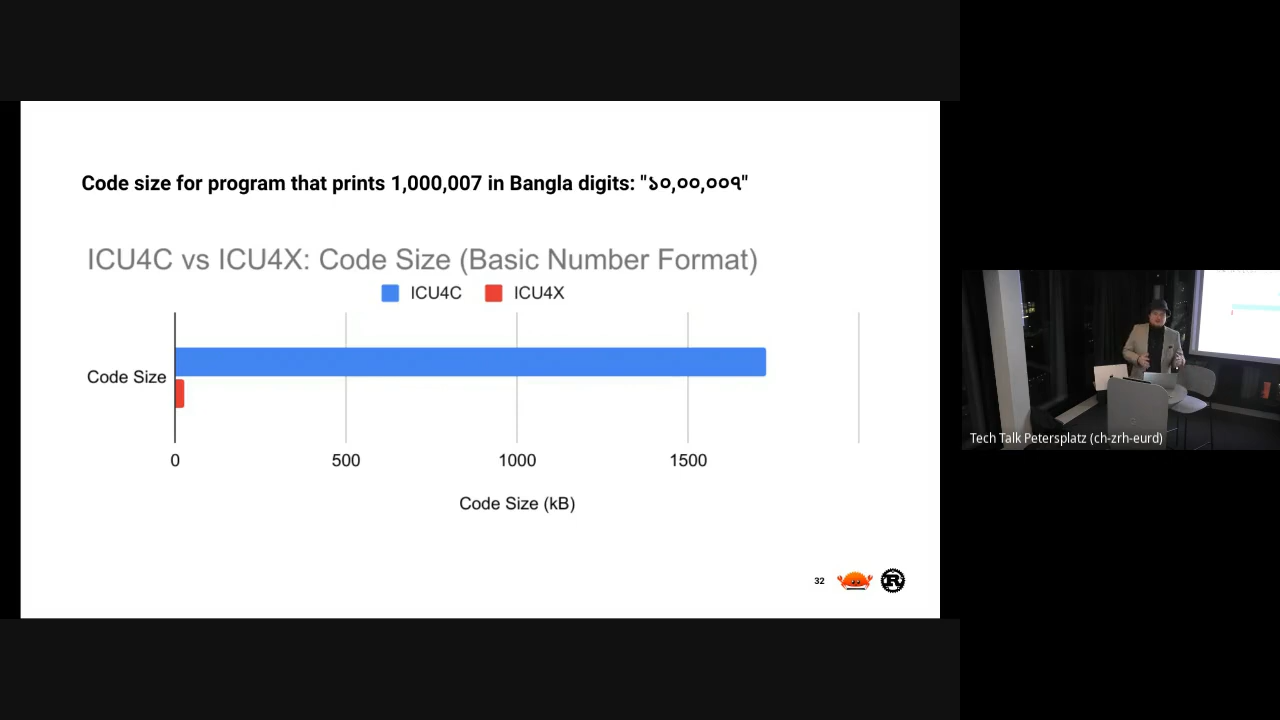 Code size for program that prints 1,000,007 in Bangla digits: "১০,০০,০০৭"
ICU4C vs ICU4X: Code Size (Basic Number Format)
ICU4C ICU4X
Code Size
0 500 1000 1500
Code Size (kB)
32
R
Tech Talk Petersplatz (ch-zrh-eurd)